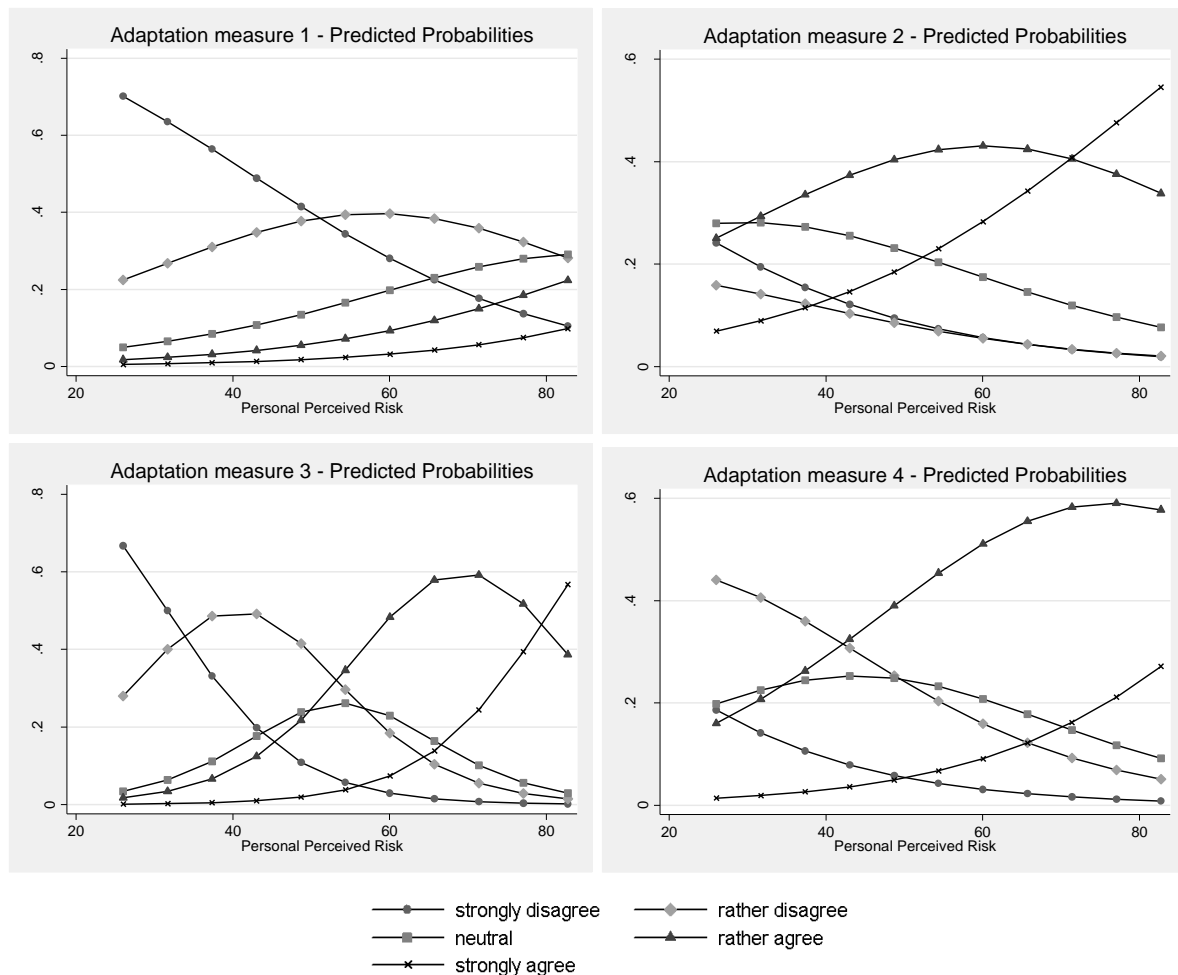 Adaptation measure 1 - Predicted Probabilities
.8
.6
.4
.2
0
20 40 60 80
Personal Perceived Risk
Adaptation measure 2 - Predicted Probabilities
.6
.4
.2
0
20 40 60 80
Personal Perceived Risk
Adaptation measure 3 - Predicted Probabilities
.8
.6
.4
.2
0
20 40 60 80
Personal Perceived Risk
Adaptation measure 4 - Predicted Probabilities
.6
.4
.2
0
20 40 60 80
Personal Perceived Risk
strongly disagree rather disagree
neutral rather agree
strongly agree